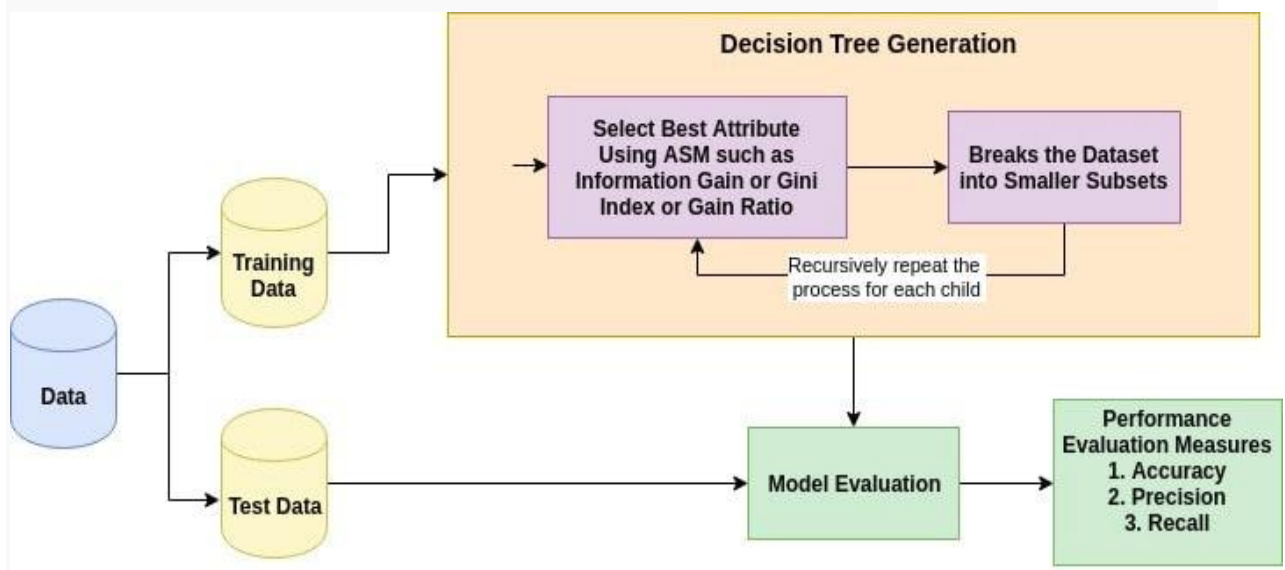 Decision Tree Generation
Select Best Attribute
Using ASM such as
Information Gain or Gini
Index or Gain Ratio
Breaks the Dataset
into Smaller Subsets
Recursively repeat the
process for each child
Training
Data
Data
Test Data
Model Evaluation
Performance
Evaluation Measures
1. Accuracy
2. Precision
3. Recall